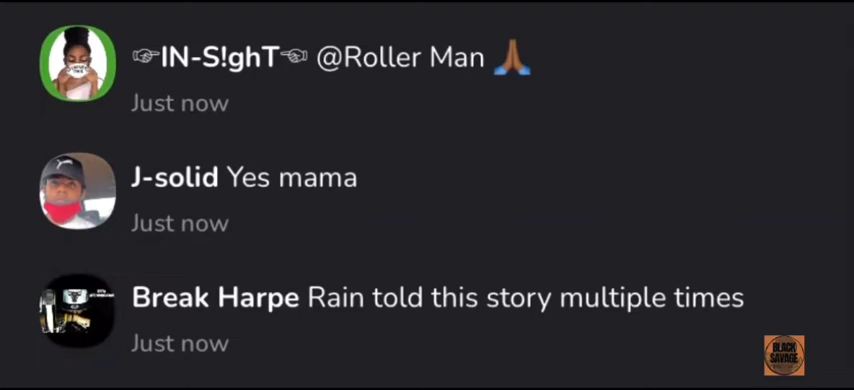 ☞IN-S!ghT☜ @Roller Man 🙏🏾
Just now
J-solid Yes mama
Just now
Break Harpe Rain told this story multiple times
Just now
BLACK
SAVAGE